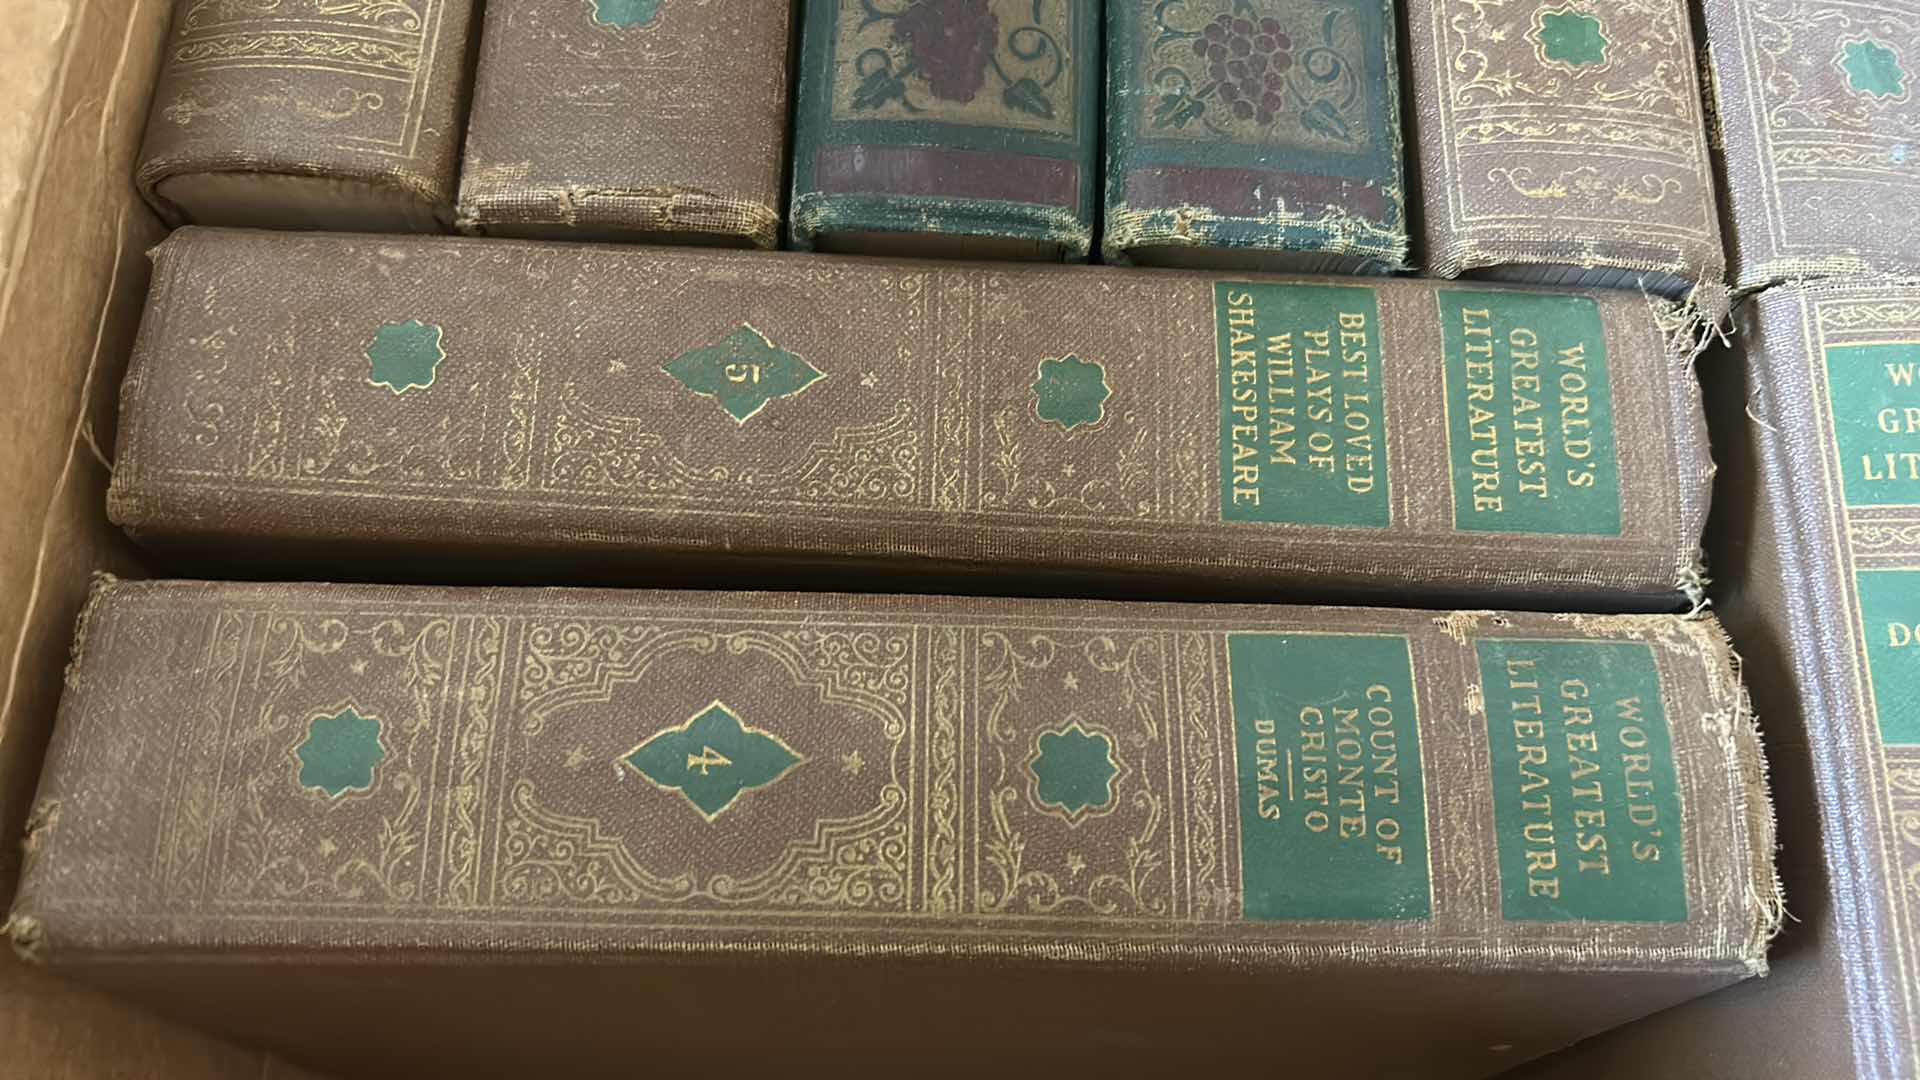 WORLD'S
GREATEST
LITERATURE
BEST LOVED
PLAYS OF
WILLIAM
SHAKESPEARE
5
WORLD'S
GREATEST
LITERATURE
COUNT OF
MONTE
CRISTO
DUMAS
4